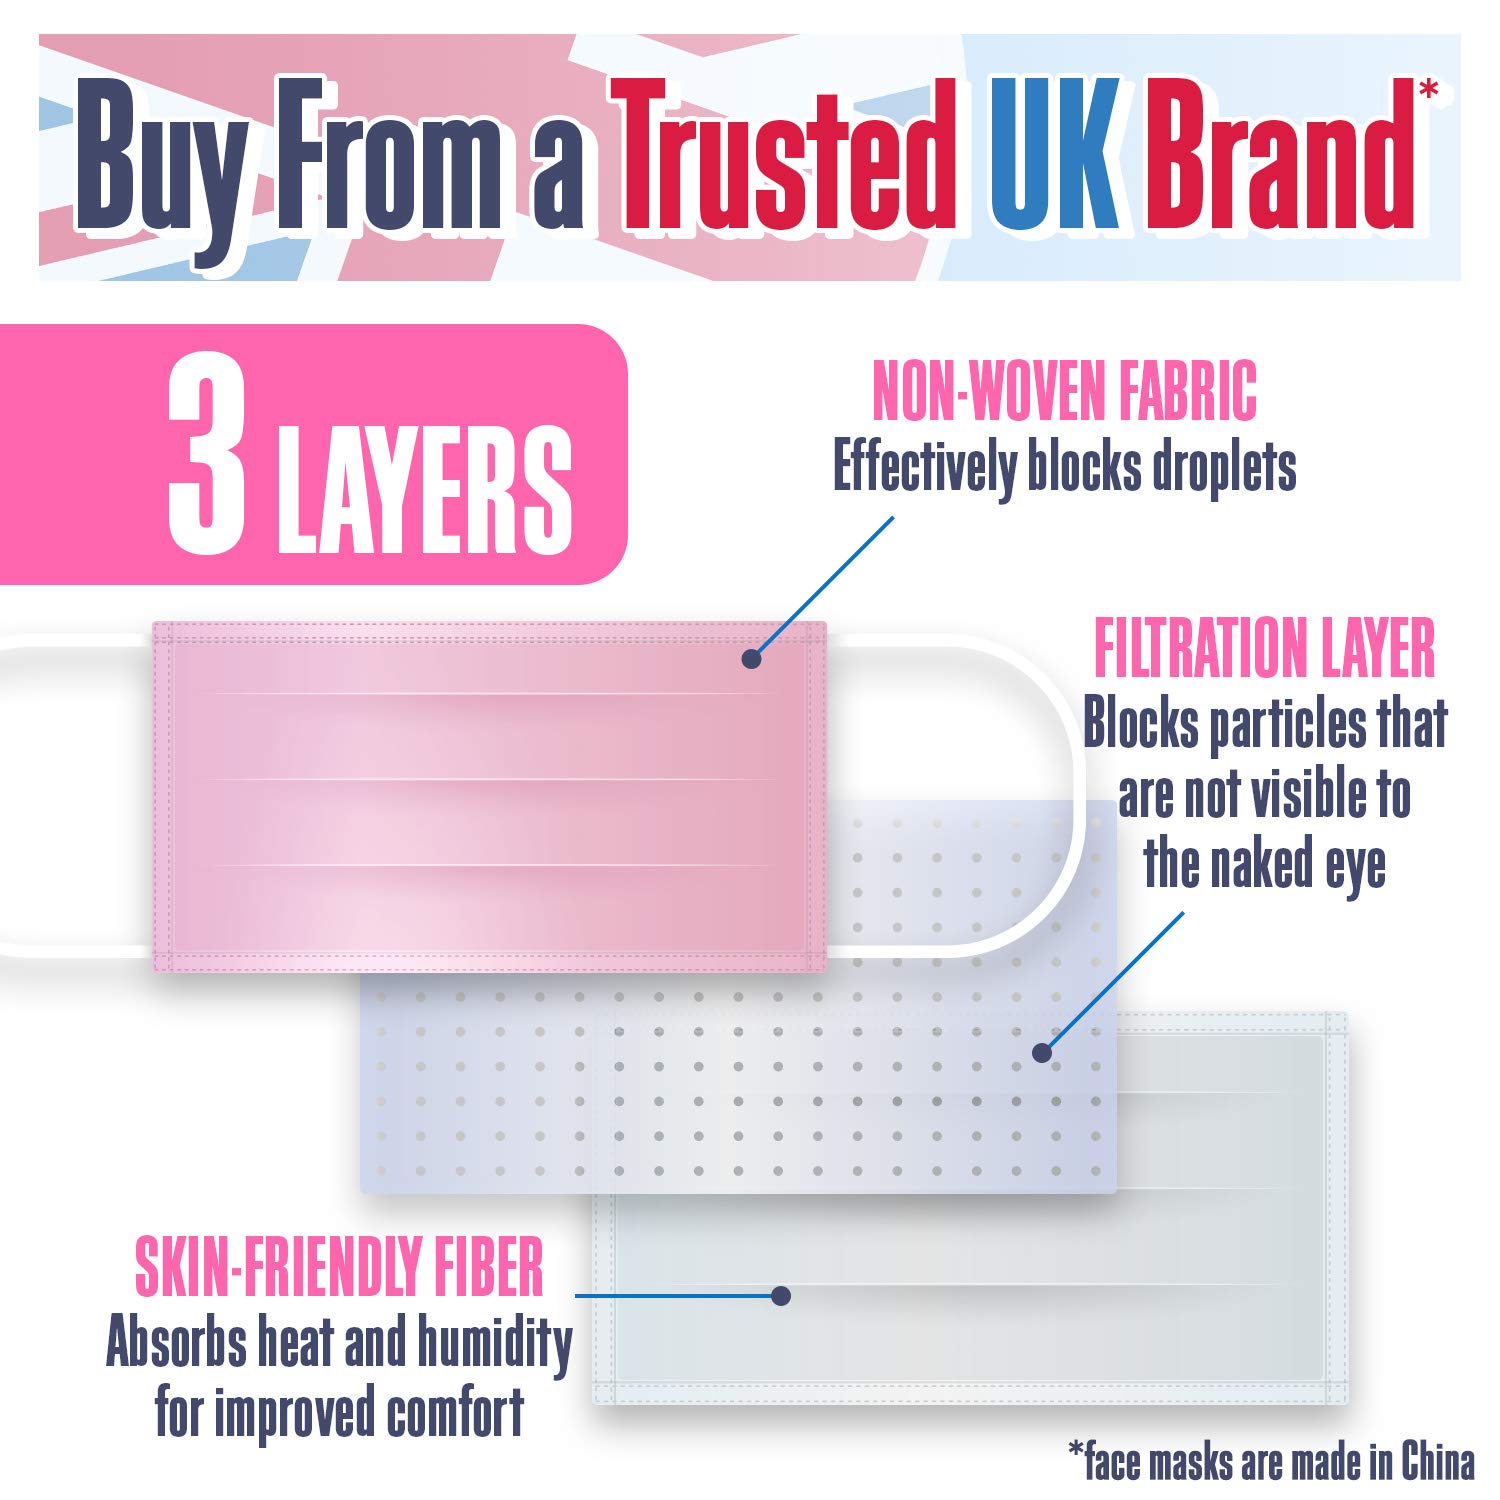 Buy From a Trusted UK Brand*
3 LAYERS
NON-WOVEN FABRIC
Effectively blocks droplets
FILTRATION LAYER
Blocks particles that
are not visible to
the naked eye
SKIN-FRIENDLY FIBER
Absorbs heat and humidity
for improved comfort
*face masks are made in China